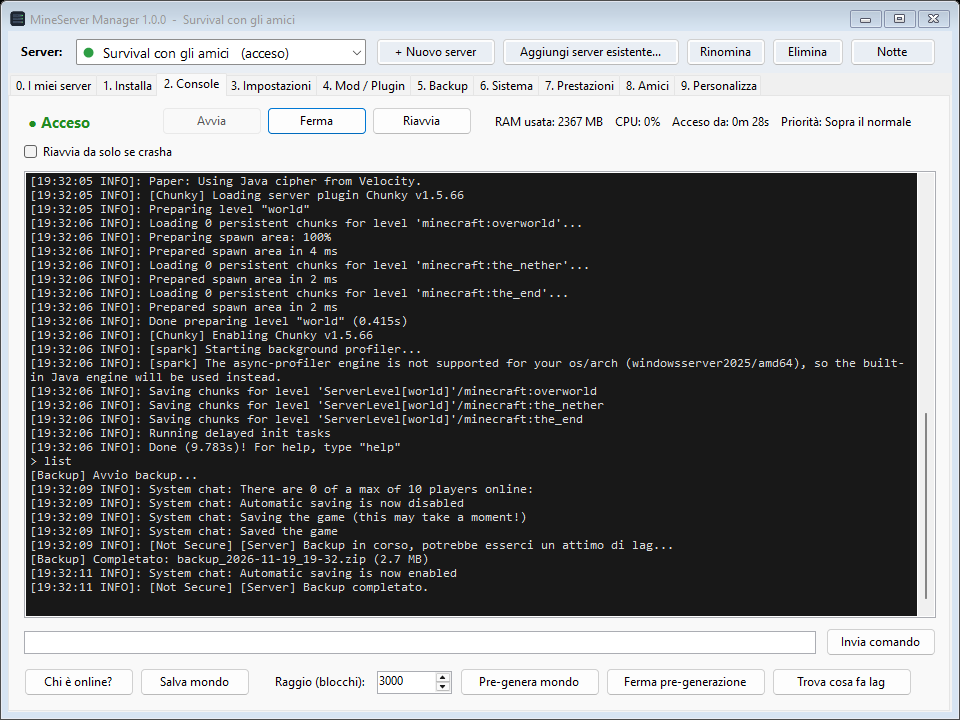 MineServer Manager 1.0.0 - Survival con gli amici
Server: Survival con gli amici (acceso) + Nuovo server Aggiungi server esistente... Rinomina Elimina Notte
0. I miei server 1. Installa 2. Console 3. Impostazioni 4. Mod / Plugin 5. Backup 6. Sistema 7. Prestazioni 8. Amici 9. Personalizza
● Acceso Avvia Ferma Riavvia RAM usata: 2367 MB CPU: 0% Acceso da: 0m 28s Priorità: Sopra il normale
Riavvia da solo se crasha
[19:32:05 INFO]: Paper: Using Java cipher from Velocity.
[19:32:05 INFO]: [Chunky] Loading server plugin Chunky v1.5.66
[19:32:05 INFO]: Preparing level "world"
[19:32:06 INFO]: Loading 0 persistent chunks for level 'minecraft:overworld'...
[19:32:06 INFO]: Preparing spawn area: 100%
[19:32:06 INFO]: Prepared spawn area in 4 ms
[19:32:06 INFO]: Loading 0 persistent chunks for level 'minecraft:the_nether'...
[19:32:06 INFO]: Prepared spawn area in 2 ms
[19:32:06 INFO]: Loading 0 persistent chunks for level 'minecraft:the_end'...
[19:32:06 INFO]: Prepared spawn area in 2 ms
[19:32:06 INFO]: Done preparing level "world" (0.415s)
[19:32:06 INFO]: [Chunky] Enabling Chunky v1.5.66
[19:32:06 INFO]: [spark] Starting background profiler...
[19:32:06 INFO]: [spark] The async-profiler engine is not supported for your os/arch (windowsserver2025/amd64), so the built-
in Java engine will be used instead.
[19:32:06 INFO]: Saving chunks for level 'ServerLevel[world]'/minecraft:overworld
[19:32:06 INFO]: Saving chunks for level 'ServerLevel[world]'/minecraft:the_nether
[19:32:06 INFO]: Saving chunks for level 'ServerLevel[world]'/minecraft:the_end
[19:32:06 INFO]: Running delayed init tasks
[19:32:06 INFO]: Done (9.783s)! For help, type "help"
> list
[Backup] Avvio backup...
[19:32:09 INFO]: System chat: There are 0 of a max of 10 players online:
[19:32:09 INFO]: System chat: Automatic saving is now disabled
[19:32:09 INFO]: System chat: Saving the game (this may take a moment!)
[19:32:09 INFO]: System chat: Saved the game
[19:32:09 INFO]: [Not Secure] [Server] Backup in corso, potrebbe esserci un attimo di lag...
[Backup] Completato: backup_2026-11-19_19-32.zip (2.7 MB)
[19:32:11 INFO]: System chat: Automatic saving is now enabled
[19:32:11 INFO]: [Not Secure] [Server] Backup completato.
Invia comando
Chi è online? Salva mondo Raggio (blocchi): 3000 Pre-genera mondo Ferma pre-generazione Trova cosa fa lag